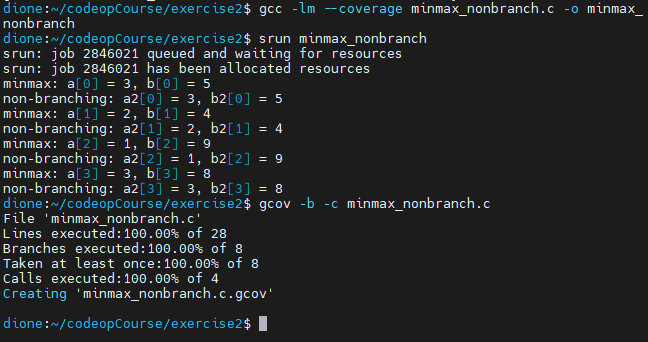 dione:~/codeopCourse/exercise2$ gcc -lm --coverage minmax_nonbranch.c -o minmax_
nonbranch
dione:~/codeopCourse/exercise2$ srun minmax_nonbranch
srun: job 2846021 queued and waiting for resources
srun: job 2846021 has been allocated resources
minmax: a[0] = 3, b[0] = 5
non-branching: a2[0] = 3, b2[0] = 5
minmax: a[1] = 2, b[1] = 4
non-branching: a2[1] = 2, b2[1] = 4
minmax: a[2] = 1, b[2] = 9
non-branching: a2[2] = 1, b2[2] = 9
minmax: a[3] = 3, b[3] = 8
non-branching: a2[3] = 3, b2[3] = 8
dione:~/codeopCourse/exercise2$ gcov -b -c minmax_nonbranch.c
File 'minmax_nonbranch.c'
Lines executed:100.00% of 28
Branches executed:100.00% of 8
Taken at least once:100.00% of 8
Calls executed:100.00% of 4
Creating 'minmax_nonbranch.c.gcov'
dione:~/codeopCourse/exercise2$